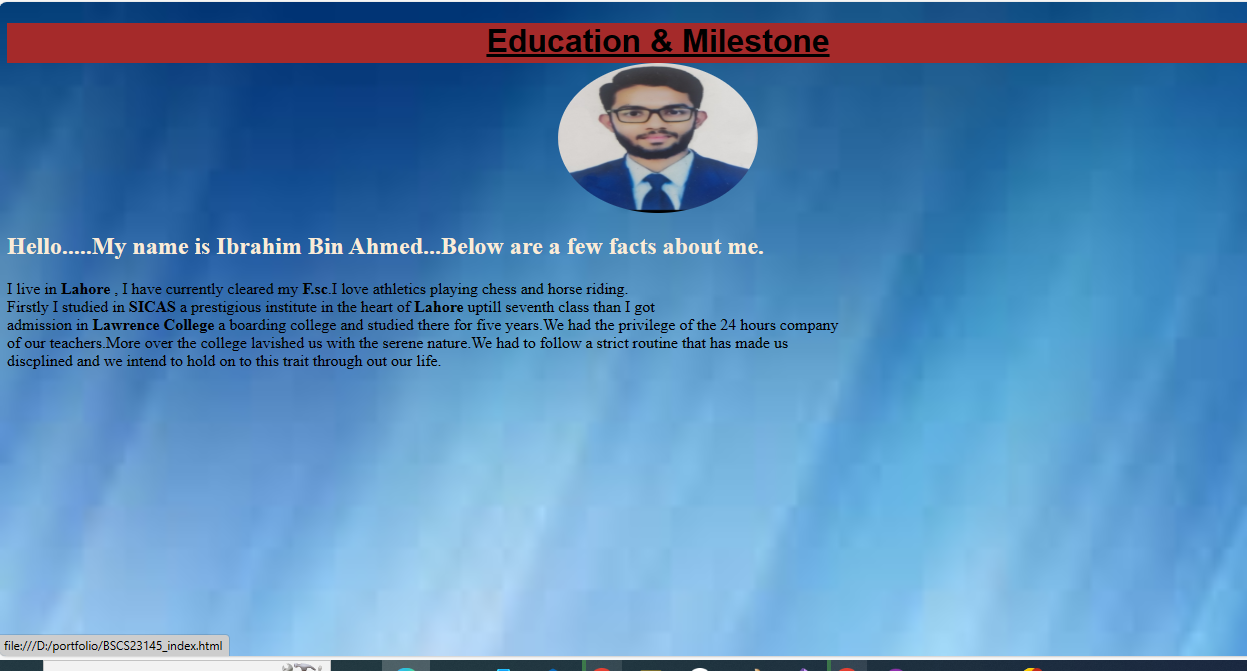 Education & Milestone
Hello.....My name is Ibrahim Bin Ahmed...Below are a few facts about me.
I live in Lahore , I have currently cleared my F.sc.I love athletics playing chess and horse riding.
Firstly I studied in SICAS a prestigious institute in the heart of Lahore uptill seventh class than I got
admission in Lawrence College a boarding college and studied there for five years.We had the privilege of the 24 hours company
of our teachers.More over the college lavished us with the serene nature.We had to follow a strict routine that has made us
discplined and we intend to hold on to this trait through out our life.
file:///D:/portfolio/BSCS23145_index.html